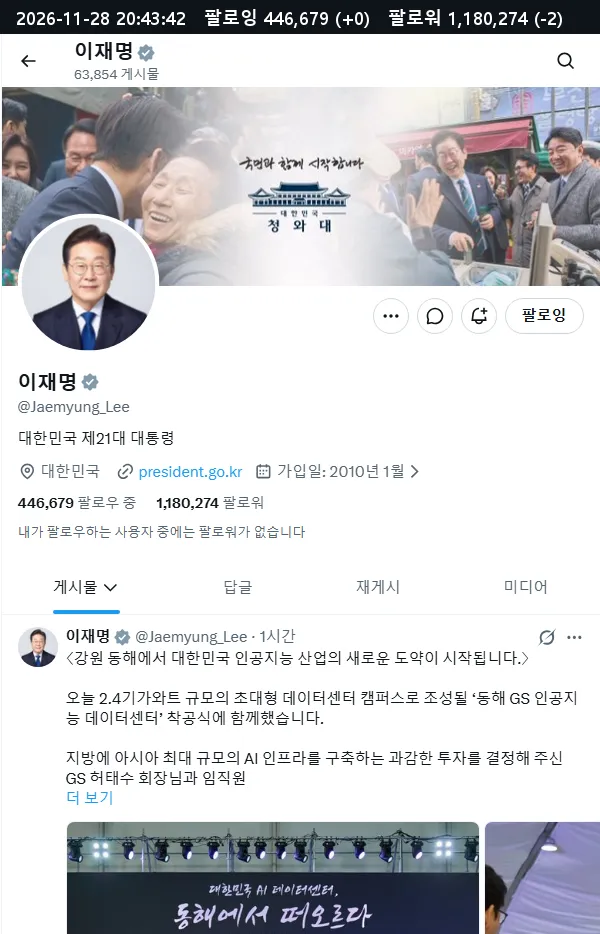 2026-11-28 20:43:42 팔로잉 446,679 (+0) 팔로워 1,180,274 (-2)
이재명
63,854 게시물
국민과 함께 시작합니다
대한민국
청와대
팔로잉
이재명
@Jaemyung_Lee
대한민국 제21대 대통령
대한민국 president.go.kr 가입일: 2010년 1월
446,679 팔로우 중 1,180,274 팔로워
내가 팔로우하는 사용자 중에는 팔로워가 없습니다
게시물 답글 재게시 미디어
이재명 @Jaemyung_Lee · 1시간
〈강원 동해에서 대한민국 인공지능 산업의 새로운 도약이 시작됩니다.〉
오늘 2.4기가와트 규모의 초대형 데이터센터 캠퍼스로 조성될 ‘동해 GS 인공지
능 데이터센터’ 착공식에 함께했습니다.
지방에 아시아 최대 규모의 AI 인프라를 구축하는 과감한 투자를 결정해 주신
GS 허태수 회장님과 임직원
더 보기
대한민국 AI 데이터센터,
동해에서 떠오르다